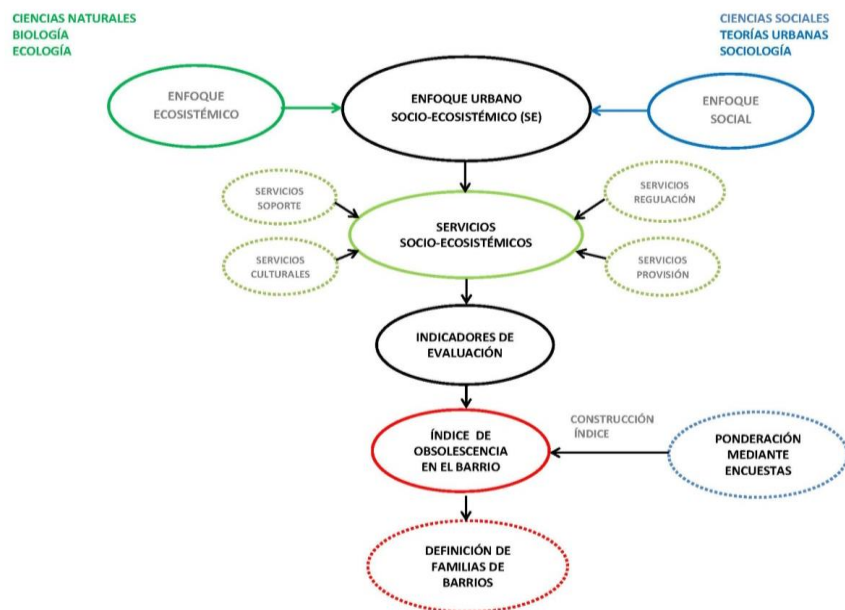 CIENCIAS NATURALES
BIOLOGÍA
ECOLOGÍA
CIENCIAS SOCIALES
TEORÍAS URBANAS
SOCIOLOGÍA
ENFOQUE
ECOSISTÉMICO
ENFOQUE URBANO
SOCIO-ECOSISTÉMICO (SE)
ENFOQUE
SOCIAL
SERVICIOS
SOPORTE
SERVICIOS
REGULACIÓN
SERVICIOS
SOCIO-ECOSISTÉMICOS
SERVICIOS
CULTURALES
SERVICIOS
PROVISIÓN
INDICADORES DE
EVALUACIÓN
ÍNDICE DE
OBSOLESCENCIA
EN EL BARRIO
CONSTRUCCIÓN
ÍNDICE
PONDERACIÓN
MEDIANTE
ENCUESTAS
DEFINICIÓN DE
FAMILIAS DE
BARRIOS